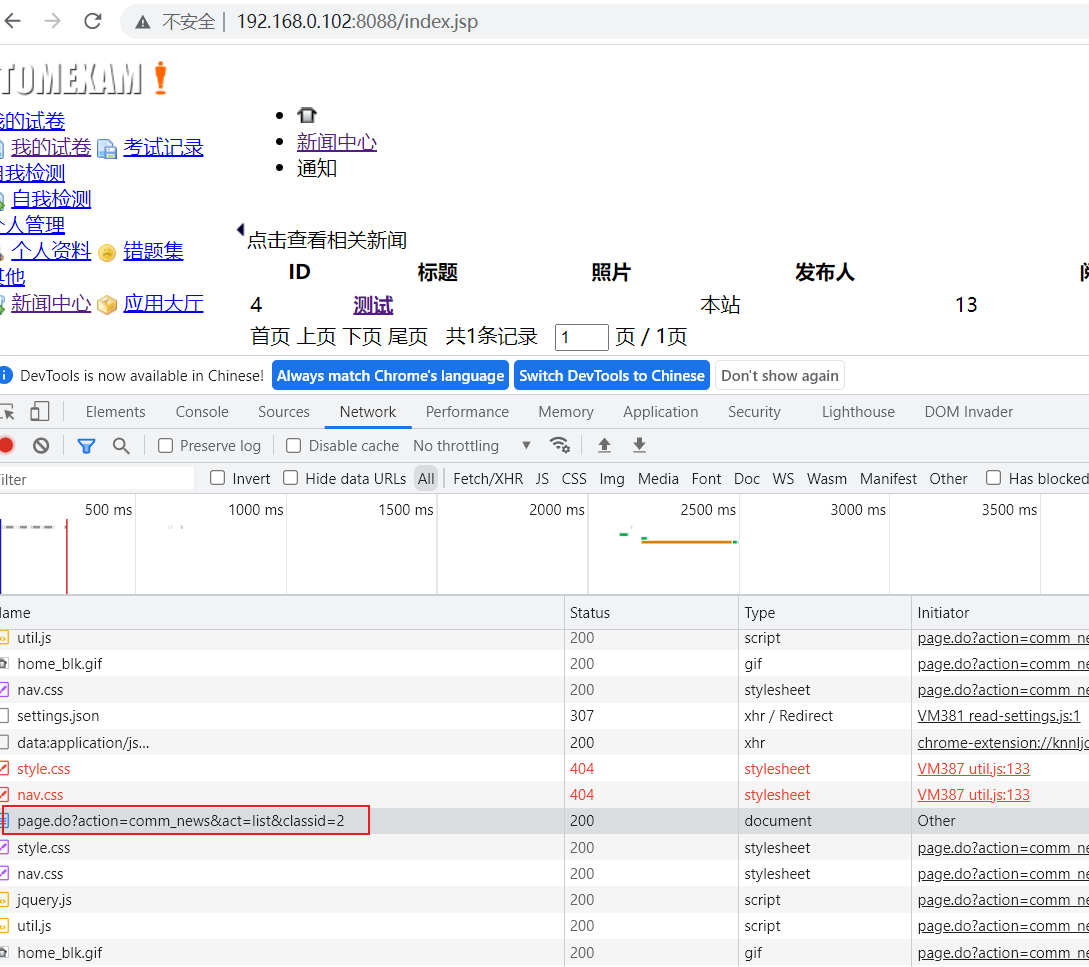 不安全 | 192.168.0.102:8088/index.jsp
TOMEXAM
的试卷
我的试卷 考试记录
我检测
自我检测
人管理
个人资料 错题集
其他
新闻中心 应用大厅
新闻中心
通知
点击查看相关新闻
ID 标题 照片 发布人
4 测试 本站 13
首页 上页 下页 尾页 共1条记录 1 页 / 1页
DevTools is now available in Chinese! Always match Chrome's language Switch DevTools to Chinese Don't show again
Elements Console Sources Network Performance Memory Application Security Lighthouse DOM Invader
Preserve log Disable cache No throttling
ilter Invert Hide data URLs All Fetch/XHR JS CSS Img Media Font Doc WS Wasm Manifest Other Has blocked
500 ms 1000 ms 1500 ms 2000 ms 2500 ms 3000 ms 3500 ms
lame Status Type Initiator
util.js 200 script page.do?action=comm_ne
home_blk.gif 200 gif page.do?action=comm_ne
nav.css 200 stylesheet page.do?action=comm_ne
settings.json 307 xhr / Redirect VM381 read-settings.js:1
data:application/js... 200 xhr chrome-extension://knnljc
style.css 404 stylesheet VM387 util.js:133
nav.css 404 stylesheet VM387 util.js:133
page.do?action=comm_news&act=list&classid=2 200 document Other
style.css 200 stylesheet page.do?action=comm_ne
nav.css 200 stylesheet page.do?action=comm_ne
jquery.js 200 script page.do?action=comm_ne
util.js 200 script page.do?action=comm_ne
home_blk.gif 200 gif page.do?action=comm_ne